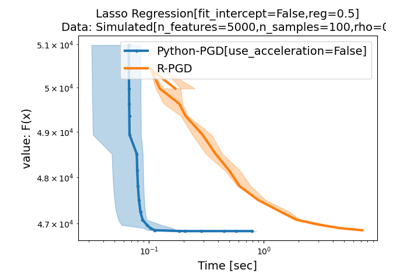 Lasso Regression[fit_intercept=False,reg=0.5]
Data: Simulated[n_features=5000,n_samples=100,rho=0
5.1 × 10⁴
5 × 10⁴
4.9 × 10⁴
4.8 × 10⁴
4.7 × 10⁴
value: F(x)
Python-PGD[use_acceleration=False]
R-PGD
10⁻¹
10⁰
Time [sec]